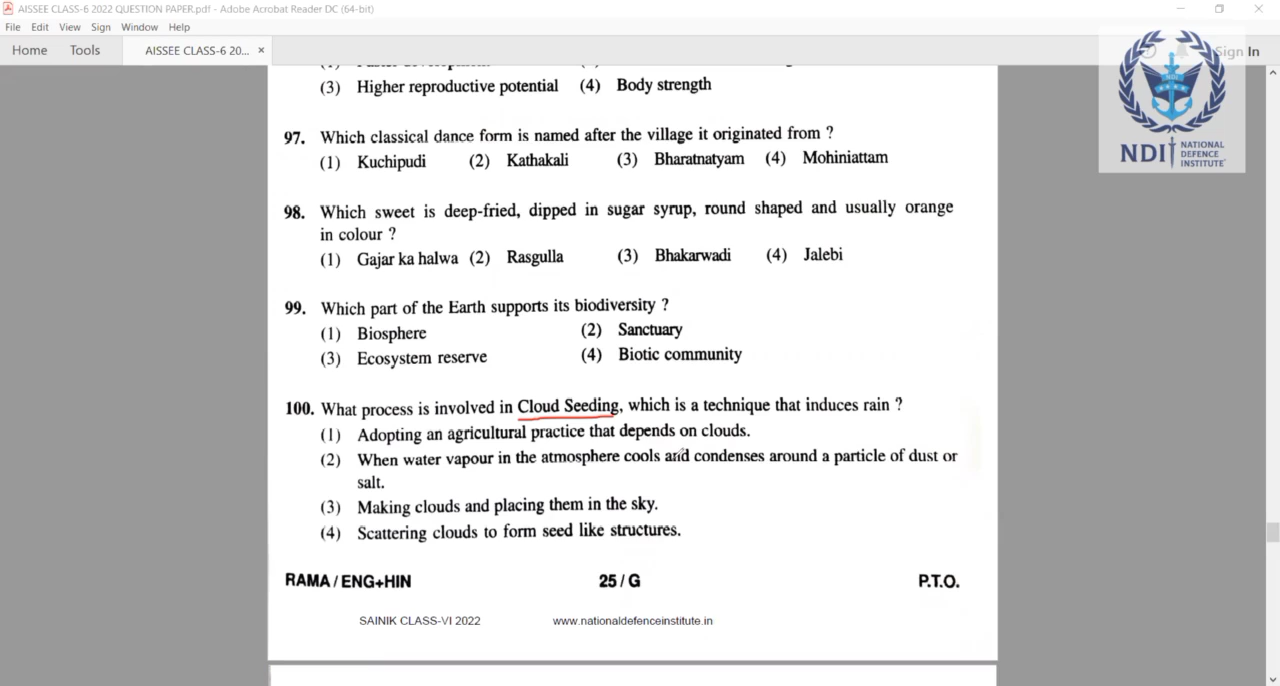 AISSEE CLASS-6 2022 QUESTION PAPER.pdf - Adobe Acrobat Reader DC (64-bit)
File Edit View Sign Window Help
Home Tools AISSEE CLASS-6 20... × Sign In
NDI NATIONAL DEFENCE INSTITUTE
(3) Higher reproductive potential (4) Body strength
97. Which classical dance form is named after the village it originated from ?
(1) Kuchipudi (2) Kathakali (3) Bharatnatyam (4) Mohiniattam
98. Which sweet is deep-fried, dipped in sugar syrup, round shaped and usually orange
in colour ?
(1) Gajar ka halwa (2) Rasgulla (3) Bhakarwadi (4) Jalebi
99. Which part of the Earth supports its biodiversity ?
(1) Biosphere (2) Sanctuary
(3) Ecosystem reserve (4) Biotic community
100. What process is involved in Cloud Seeding, which is a technique that induces rain ?
(1) Adopting an agricultural practice that depends on clouds.
(2) When water vapour in the atmosphere cools and condenses around a particle of dust or
salt.
(3) Making clouds and placing them in the sky.
(4) Scattering clouds to form seed like structures.
RAMA / ENG+HIN 25 / G P.T.O.
SAINIK CLASS-VI 2022 www.nationaldefenceinstitute.in